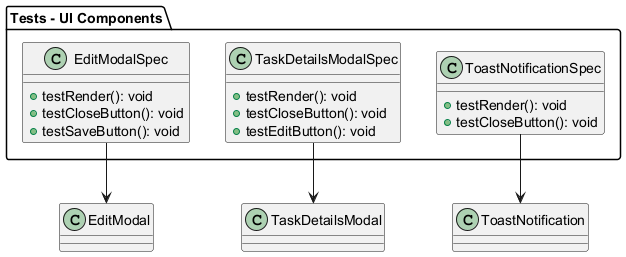 Tests - UI Components
C EditModalSpec
testRender(): void
testCloseButton(): void
testSaveButton(): void
C TaskDetailsModalSpec
testRender(): void
testCloseButton(): void
testEditButton(): void
C ToastNotificationSpec
testRender(): void
testCloseButton(): void
C EditModal
C TaskDetailsModal
C ToastNotification